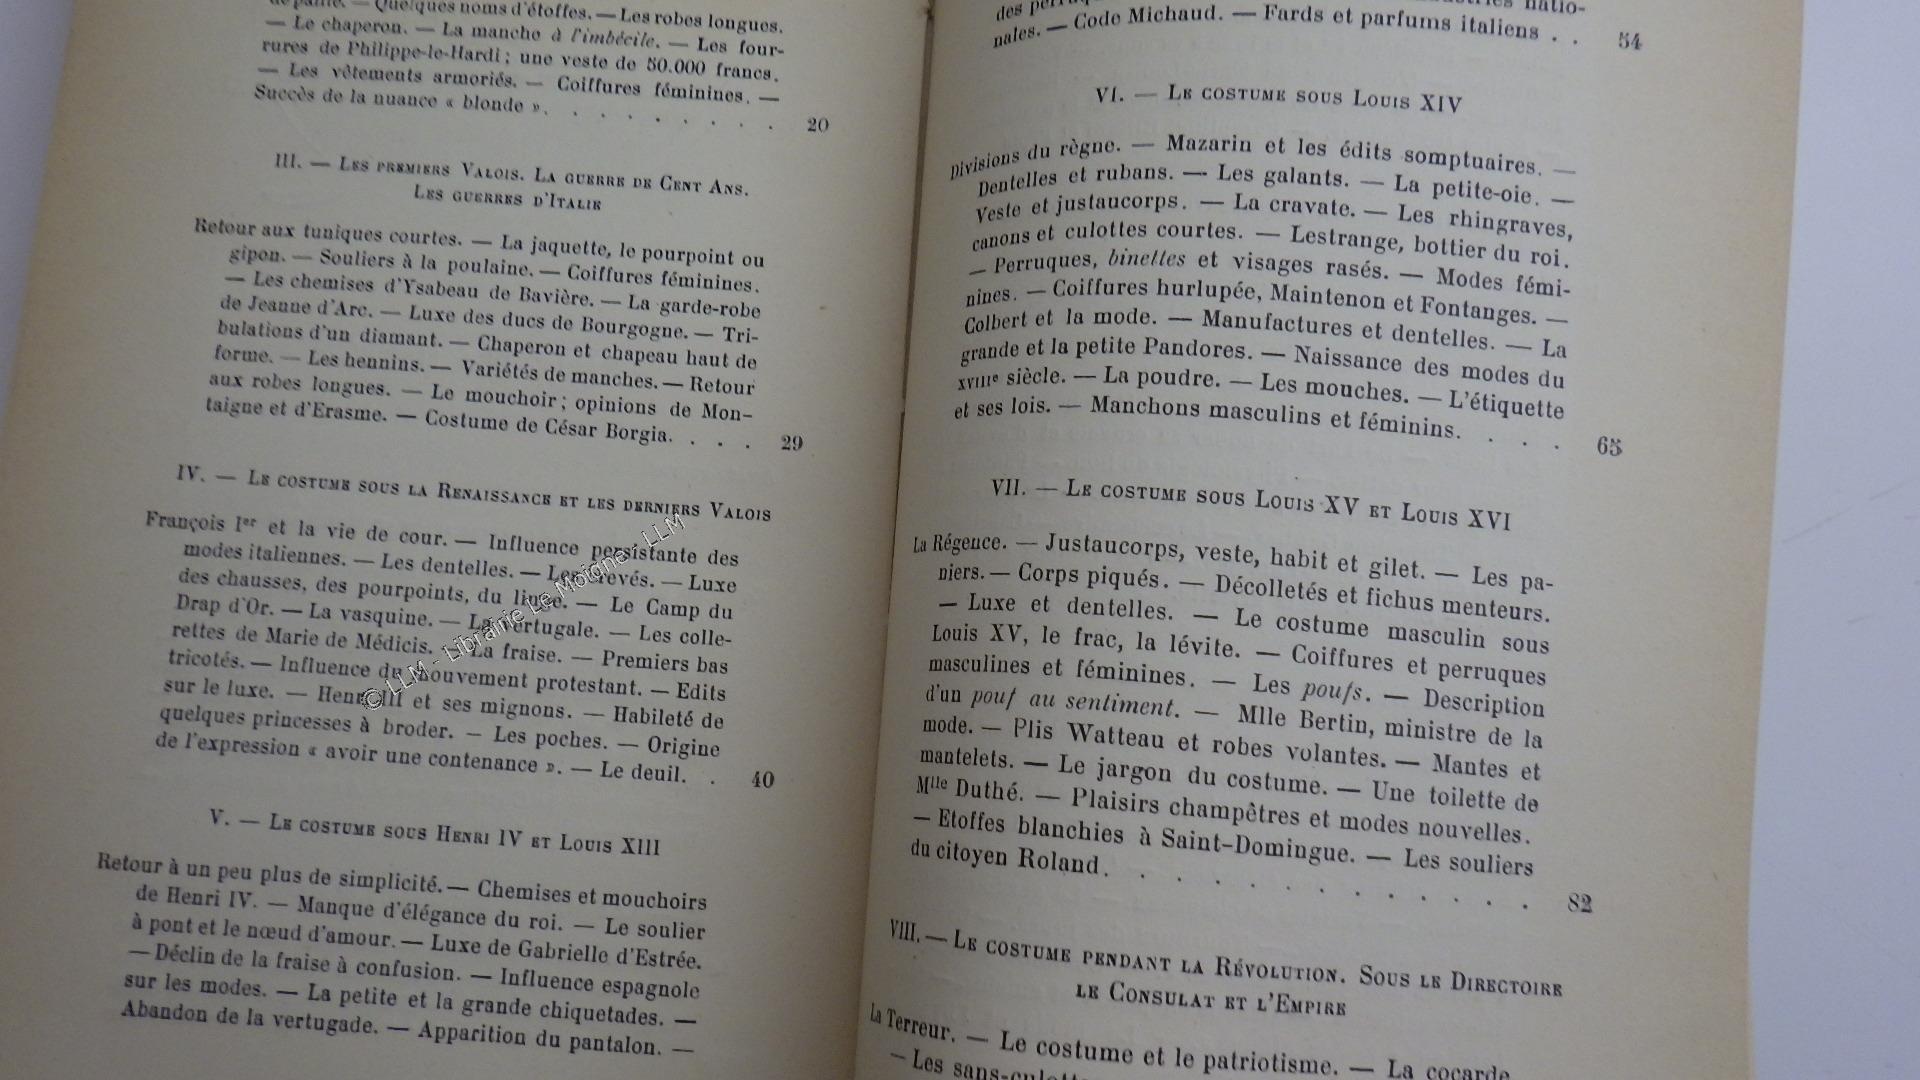 de paille. — Quelques noms d'étoffes. — Les robes longues.
— Le chaperon. — La manche à l'imbécile. — Les four-
rures de Philippe-le-Hardi ; une veste de 50.000 francs.
— Les vêtements armoriés. — Coiffures féminines. —
Succès de la nuance « blonde ». . . . . . . . . 20
III. — Les premiers Valois. La guerre de Cent Ans.
Les guerres d'Italie
Retour aux tuniques courtes. — La jaquette, le pourpoint ou
gipon. — Souliers à la poulaine. — Coiffures féminines.
— Les chemises d'Ysabeau de Bavière. — La garde-robe
de Jeanne d'Arc. — Luxe des ducs de Bourgogne. — Tri-
bulations d'un diamant. — Chaperon et chapeau haut de
forme. — Les hennins. — Variétés de manches. — Retour
aux robes longues. — Le mouchoir ; opinions de Mon-
taigne et d'Erasme. — Costume de César Borgia. . . . 29
IV. — Le costume sous la Renaissance et les derniers Valois
François Ier et la vie de cour. — Influence persistante des
modes italiennes. — Les dentelles. — Les crevés. — Luxe
des chausses, des pourpoints, du linge. — Le Camp du
Drap d'Or. — La vasquine. — La vertugale. — Les colle-
rettes de Marie de Médicis. — La fraise. — Premiers bas
tricotés. — Influence du mouvement protestant. — Edits
sur le luxe. — Henri III et ses mignons. — Habileté de
quelques princesses à broder. — Les poches. — Origine
de l'expression « avoir une contenance ». — Le deuil. . 40
V. — Le costume sous Henri IV et Louis XIII
Retour à un peu plus de simplicité. — Chemises et mouchoirs
de Henri IV. — Manque d'élégance du roi. — Le soulier
à pont et le nœud d'amour. — Luxe de Gabrielle d'Estrée.
— Déclin de la fraise à confusion. — Influence espagnole
sur les modes. — La petite et la grande chiquetades. —
Abandon de la vertugade. — Apparition du pantalon. —
© LLM - Librairie Le Moigne - LLM
des natio-
nales. — Code Michaud. — Fards et parfums italiens . . 54
VI. — Le costume sous Louis XIV
Divisions du règne. — Mazarin et les édits somptuaires. —
Dentelles et rubans. — Les galants. — La petite-oie. —
Veste et justaucorps. — La cravate. — Les rhingraves,
canons et culottes courtes. — Lestrange, bottier du roi.
— Perruques, binettes et visages rasés. — Modes fémi-
nines. — Coiffures hurlupée, Maintenon et Fontanges. —
Colbert et la mode. — Manufactures et dentelles. — La
grande et la petite Pandores. — Naissance des modes du
XVIIIe siècle. — La poudre. — Les mouches. — L'étiquette
et ses lois. — Manchons masculins et féminins. . . . 65
VII. — Le costume sous Louis XV et Louis XVI
La Régence. — Justaucorps, veste, habit et gilet. — Les pa-
niers. — Corps piqués. — Décolletés et fichus menteurs.
— Luxe et dentelles. — Le costume masculin sous
Louis XV, le frac, la lévite. — Coiffures et perruques
masculines et féminines. — Les poufs. — Description
d'un pouf au sentiment. — Mlle Bertin, ministre de la
mode. — Plis Watteau et robes volantes. — Mantes et
mantelets. — Le jargon du costume. — Une toilette de
Mlle Duthé. — Plaisirs champêtres et modes nouvelles.
— Etoffes blanchies à Saint-Domingue. — Les souliers
du citoyen Roland. . . . . . . . . . . . 82
VIII. — Le costume pendant la Révolution. Sous le Directoire
le Consulat et l'Empire
La Terreur. — Le costume et le patriotisme. — La cocarde
— Les sans-culottes